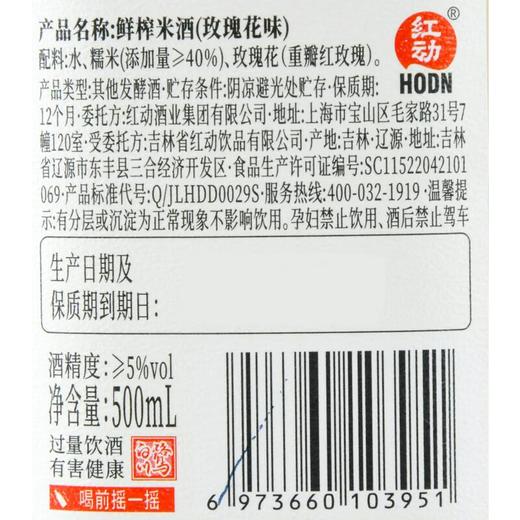 产品名称:鲜榨米酒(玫瑰花味)
配料:水、糯米(添加量≥40%)、玫瑰花(重瓣红玫瑰)。
产品类型:其他发酵酒·贮存条件:阴凉避光处贮存·保质期:
12个月·委托方:红动酒业集团有限公司·地址:上海市宝山区毛家路31号7
幢120室·受委托方:吉林省红动饮品有限公司·产地:吉林·辽源·地址:吉林
省辽源市东丰县三合经济开发区·食品生产许可证编号:SC11522042101
069·产品标准代号:Q/JLHDD0029S·服务热线:400-032-1919·温馨提
示:有分层或沉淀为正常现象不影响饮用。孕妇禁止饮用、酒后禁止驾车
红动
®
HODN
生产日期及
保质期到期日:
酒精度:≥5%vol
净含量:500mL
过量饮酒
有害健康
喝前摇一摇
6 973660 103951